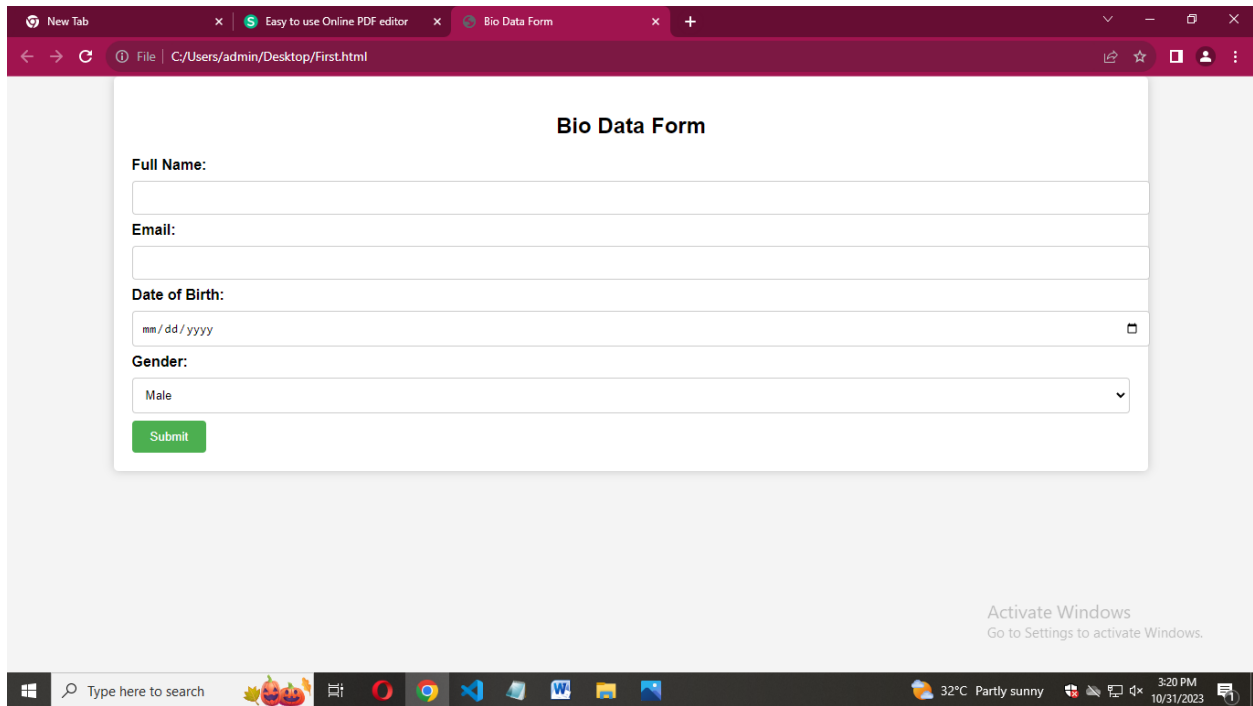 New Tab
Easy to use Online PDF editor
Bio Data Form
File | C:/Users/admin/Desktop/First.html
Bio Data Form
Full Name:
Email:
Date of Birth:
mm/dd/yyyy
Gender:
Male
Submit
Activate Windows
Go to Settings to activate Windows.
Type here to search
32°C Partly sunny
3:20 PM
10/31/2023
1